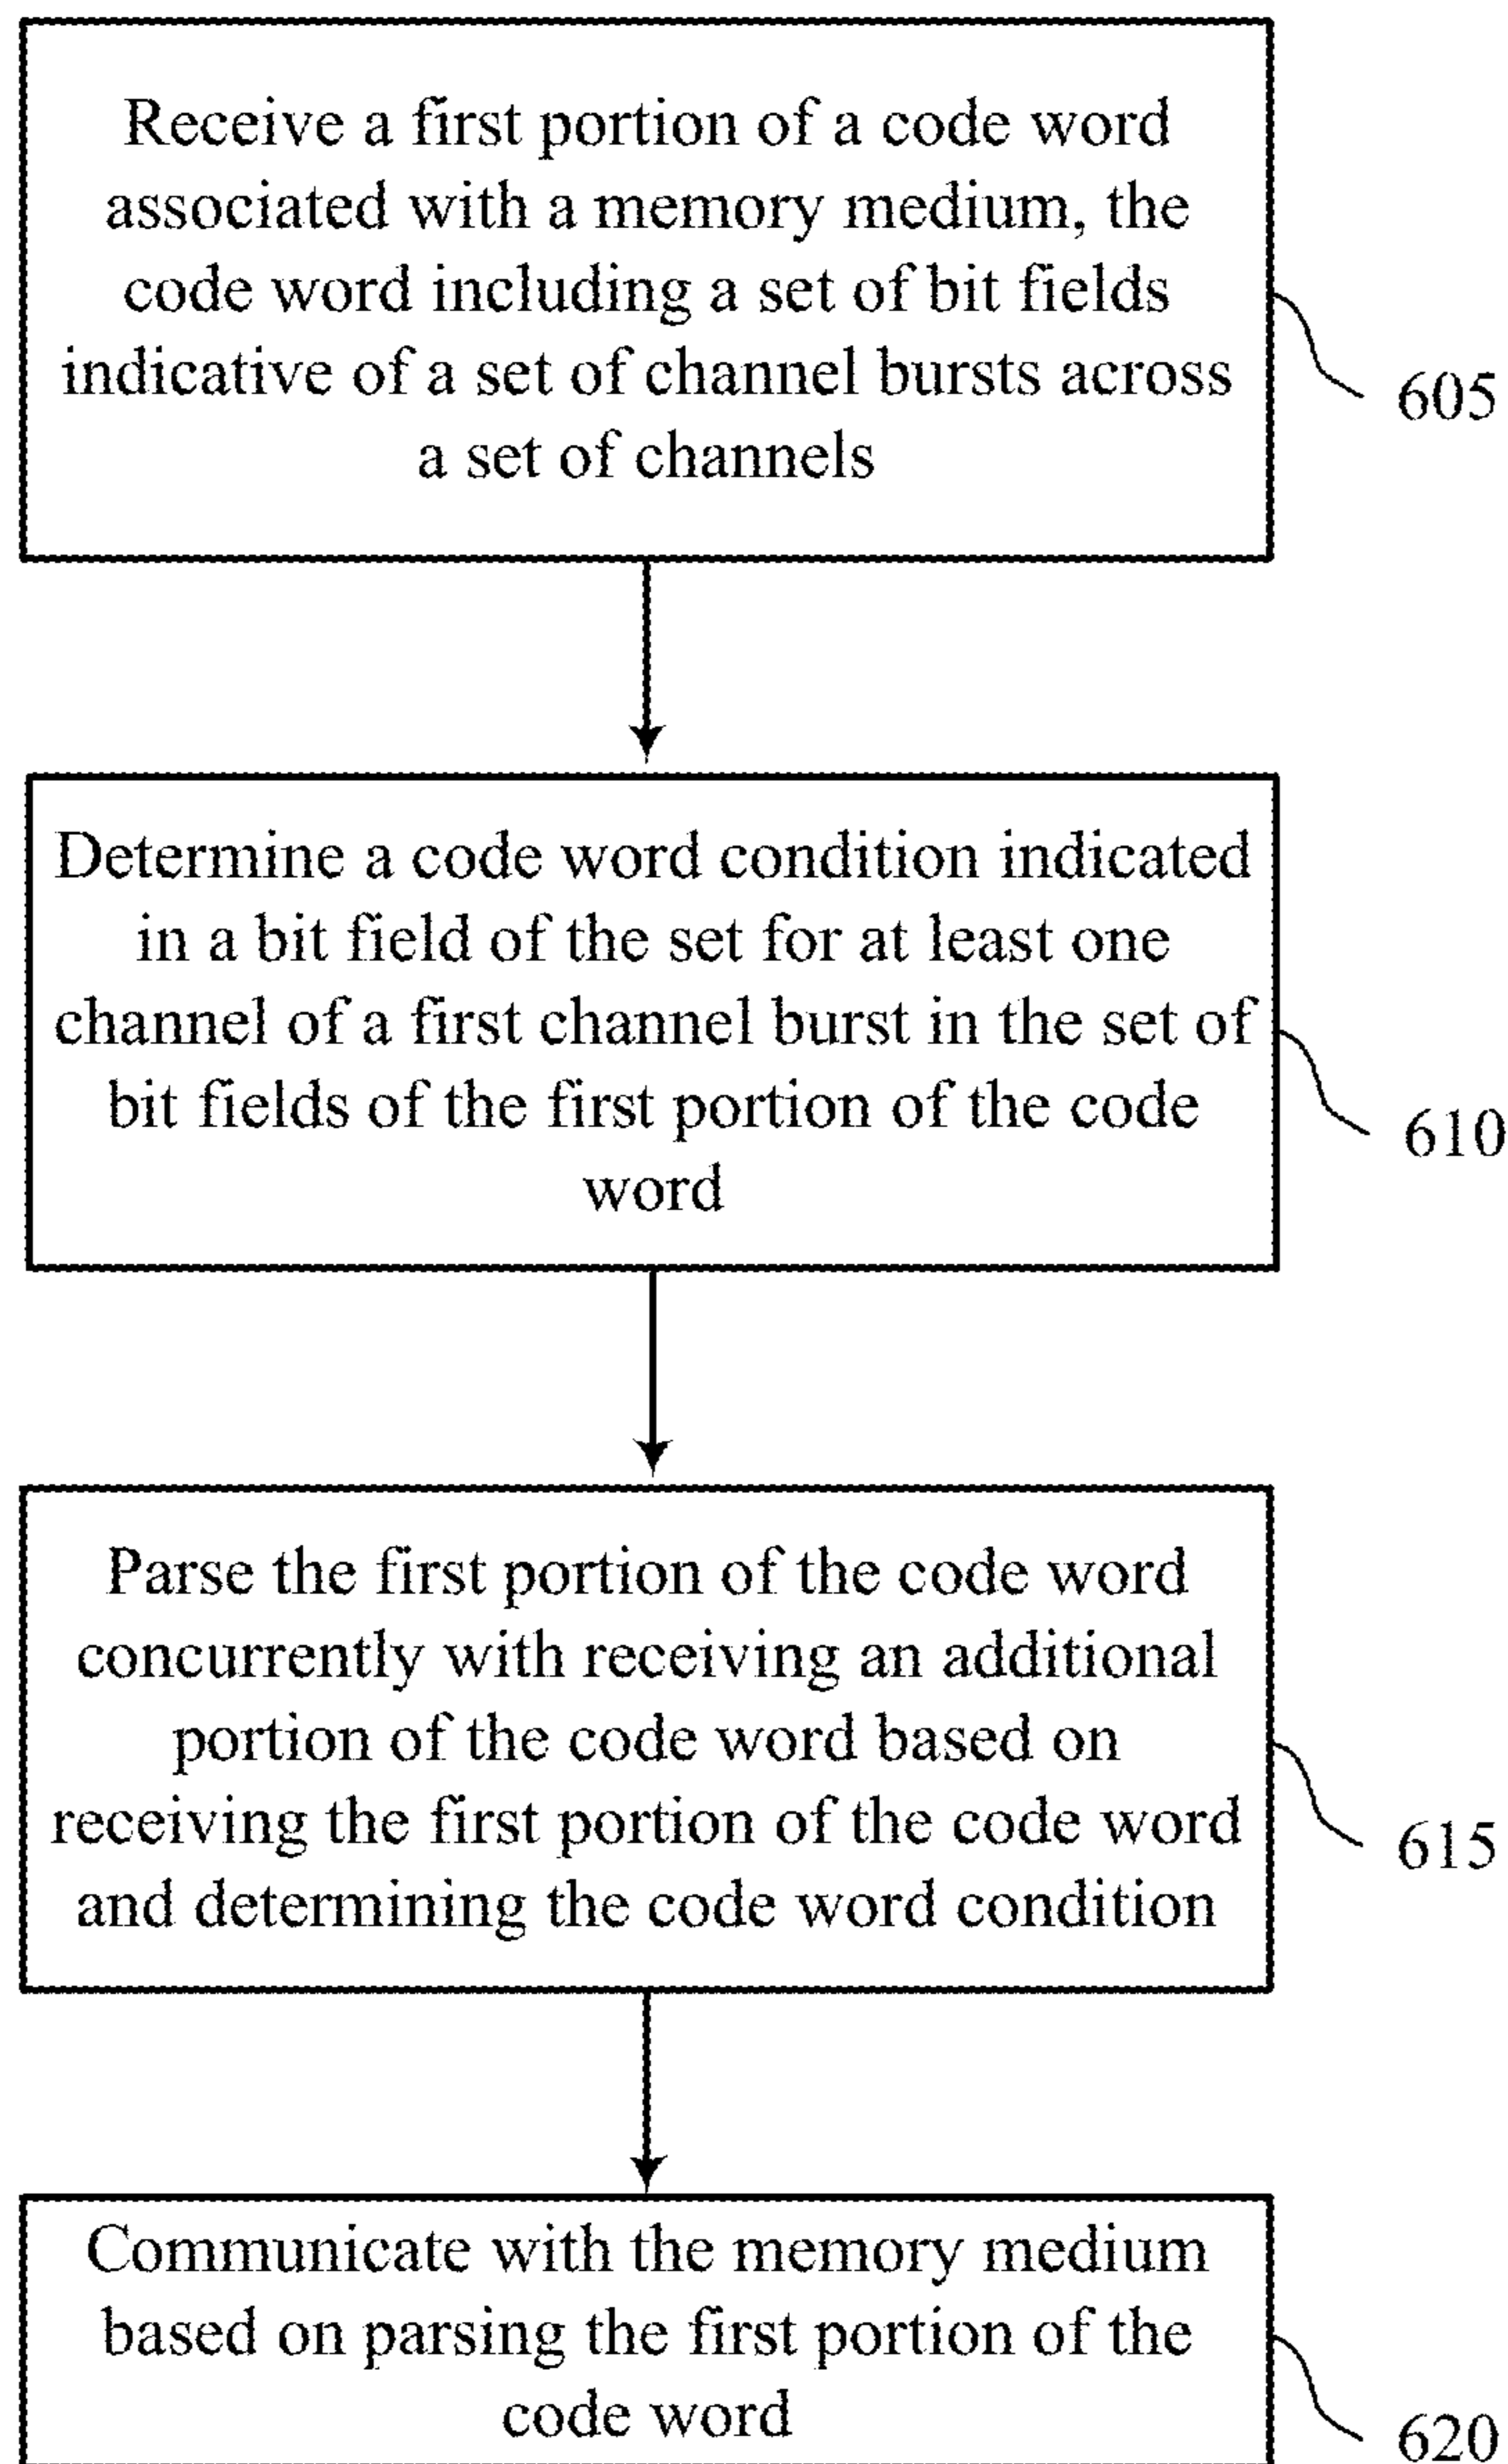 Receive a first portion of a code word
associated with a memory medium, the
code word including a set of bit fields
indicative of a set of channel bursts across
a set of channels
605
Determine a code word condition indicated
in a bit field of the set for at least one
channel of a first channel burst in the set of
bit fields of the first portion of the code
word
610
Parse the first portion of the code word
concurrently with receiving an additional
portion of the code word based on
receiving the first portion of the code word
and determining the code word condition
615
Communicate with the memory medium
based on parsing the first portion of the
code word
620